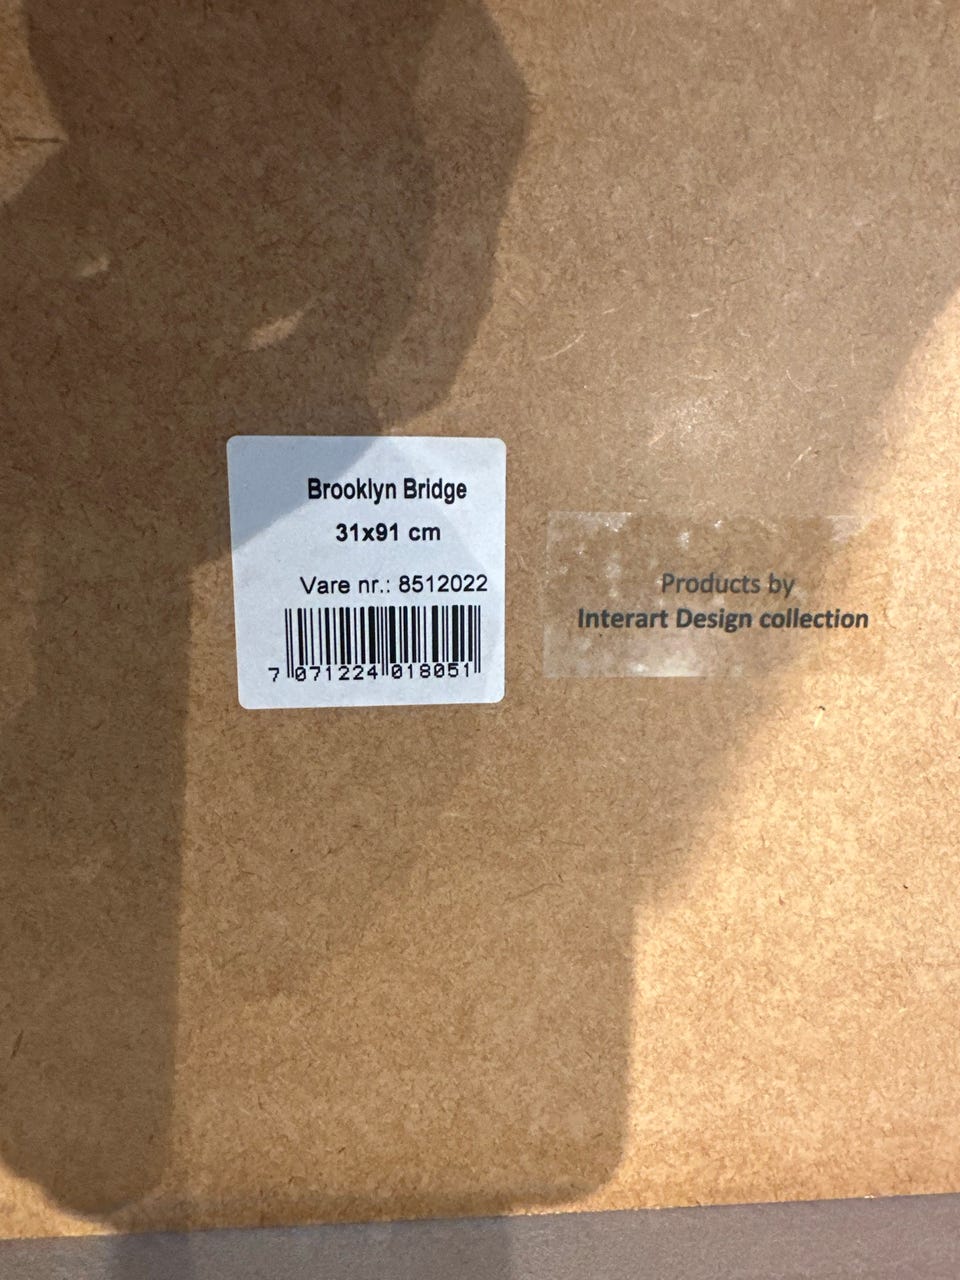 Brooklyn Bridge
31x91 cm
Vare nr.: 8512022
7 071224 018051
Products by
Interart Design collection